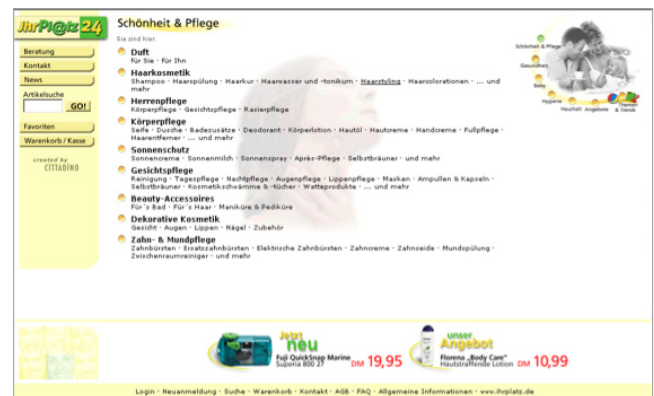 IhrPl@tz 24
Schönheit & Pflege
Sie sind hier:
Beratung
Kontakt
News
Artikelsuche
GO!
Favoriten
Warenkorb / Kasse
created by
CITTADINO
Duft
für Sie · für Ihn
Haarkosmetik
Shampoo · Haarspülung · Haarkur · Haarwasser und -tonikum · Haarstyling · Haarcolorationen · ... und
mehr
Herrenpflege
Körperpflege · Gesichtspflege · Rasierpflege
Körperpflege
Seife · Dusche · Badezusätze · Deodorant · Körperlotion · Hautöl · Hautcreme · Handcreme · Fußpflege ·
Haarentferner · ... und mehr
Sonnenschutz
Sonnencreme · Sonnenmilch · Sonnenspray · Après-Pflege · Selbstbräuner · und mehr
Gesichtspflege
Reinigung · Tagespflege · Nachtpflege · Augenpflege · Lippenpflege · Masken · Ampullen & Kapseln ·
Selbstbräuner · Kosmetikschwämme & -tücher · Watteprodukte · ... und mehr
Beauty-Accessoires
Für´s Bad · Für´s Haar · Maniküre & Pediküre
Dekorative Kosmetik
Gesicht · Augen · Lippen · Nägel · Zubehör
Zahn- & Mundpflege
Zahnbürsten · Ersatzzahnbürsten · Elektrische Zahnbürsten · Zahncreme · Zahnseide · Mundspülung ·
Zwischenraumreiniger · und mehr
Schönheit & Pflege
Gesundheit
Baby
Hygiene
Haushalt
Angebote
Themen
& Trends
Jetzt
neu
Fuji QuickSnap Marine
Superia 800 27
DM 19,95
unser
Angebot
Florena „Body Care"
Hautstraffende Lotion
DM 10,99
Login · Neuanmeldung · Suche · Warenkorb · Kontakt · AGB · FAQ · Allgemeine Informationen · www.ihrplatz.de